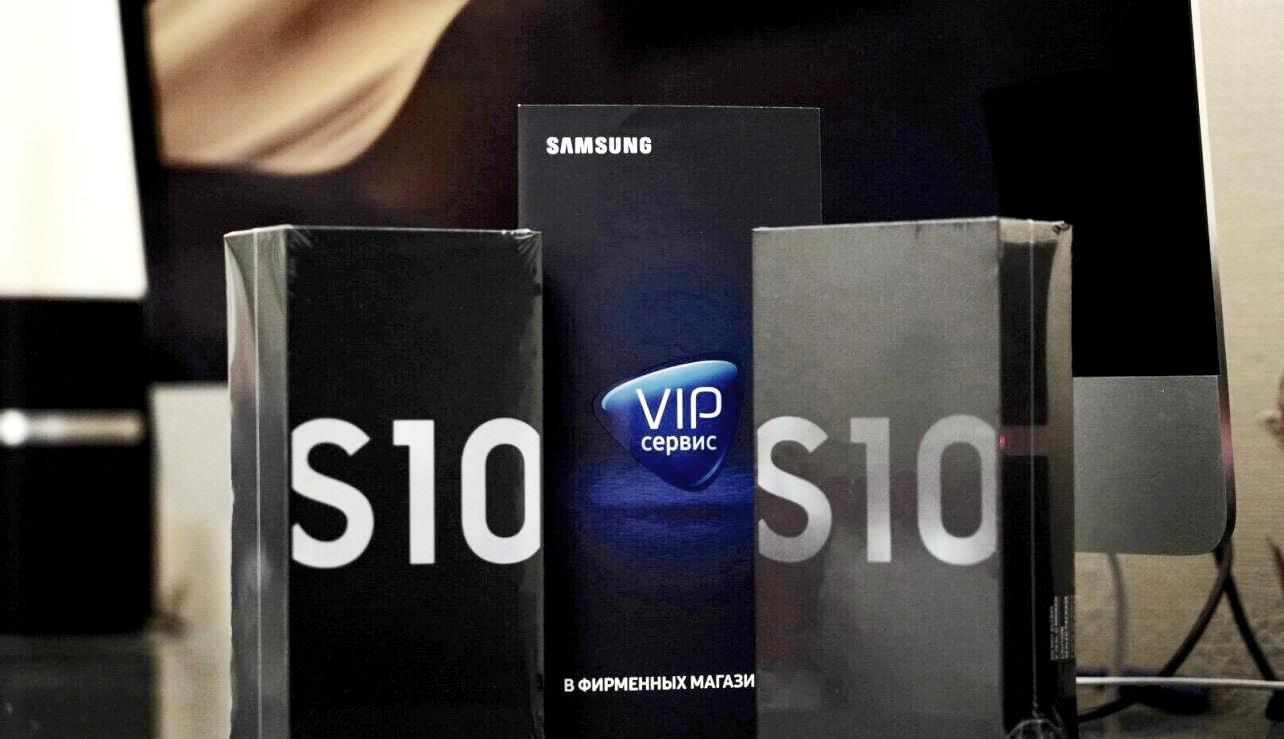 SAMSUNG
S10
VIP
сервис
S10
В ФИРМЕННЫХ МАГАЗИ